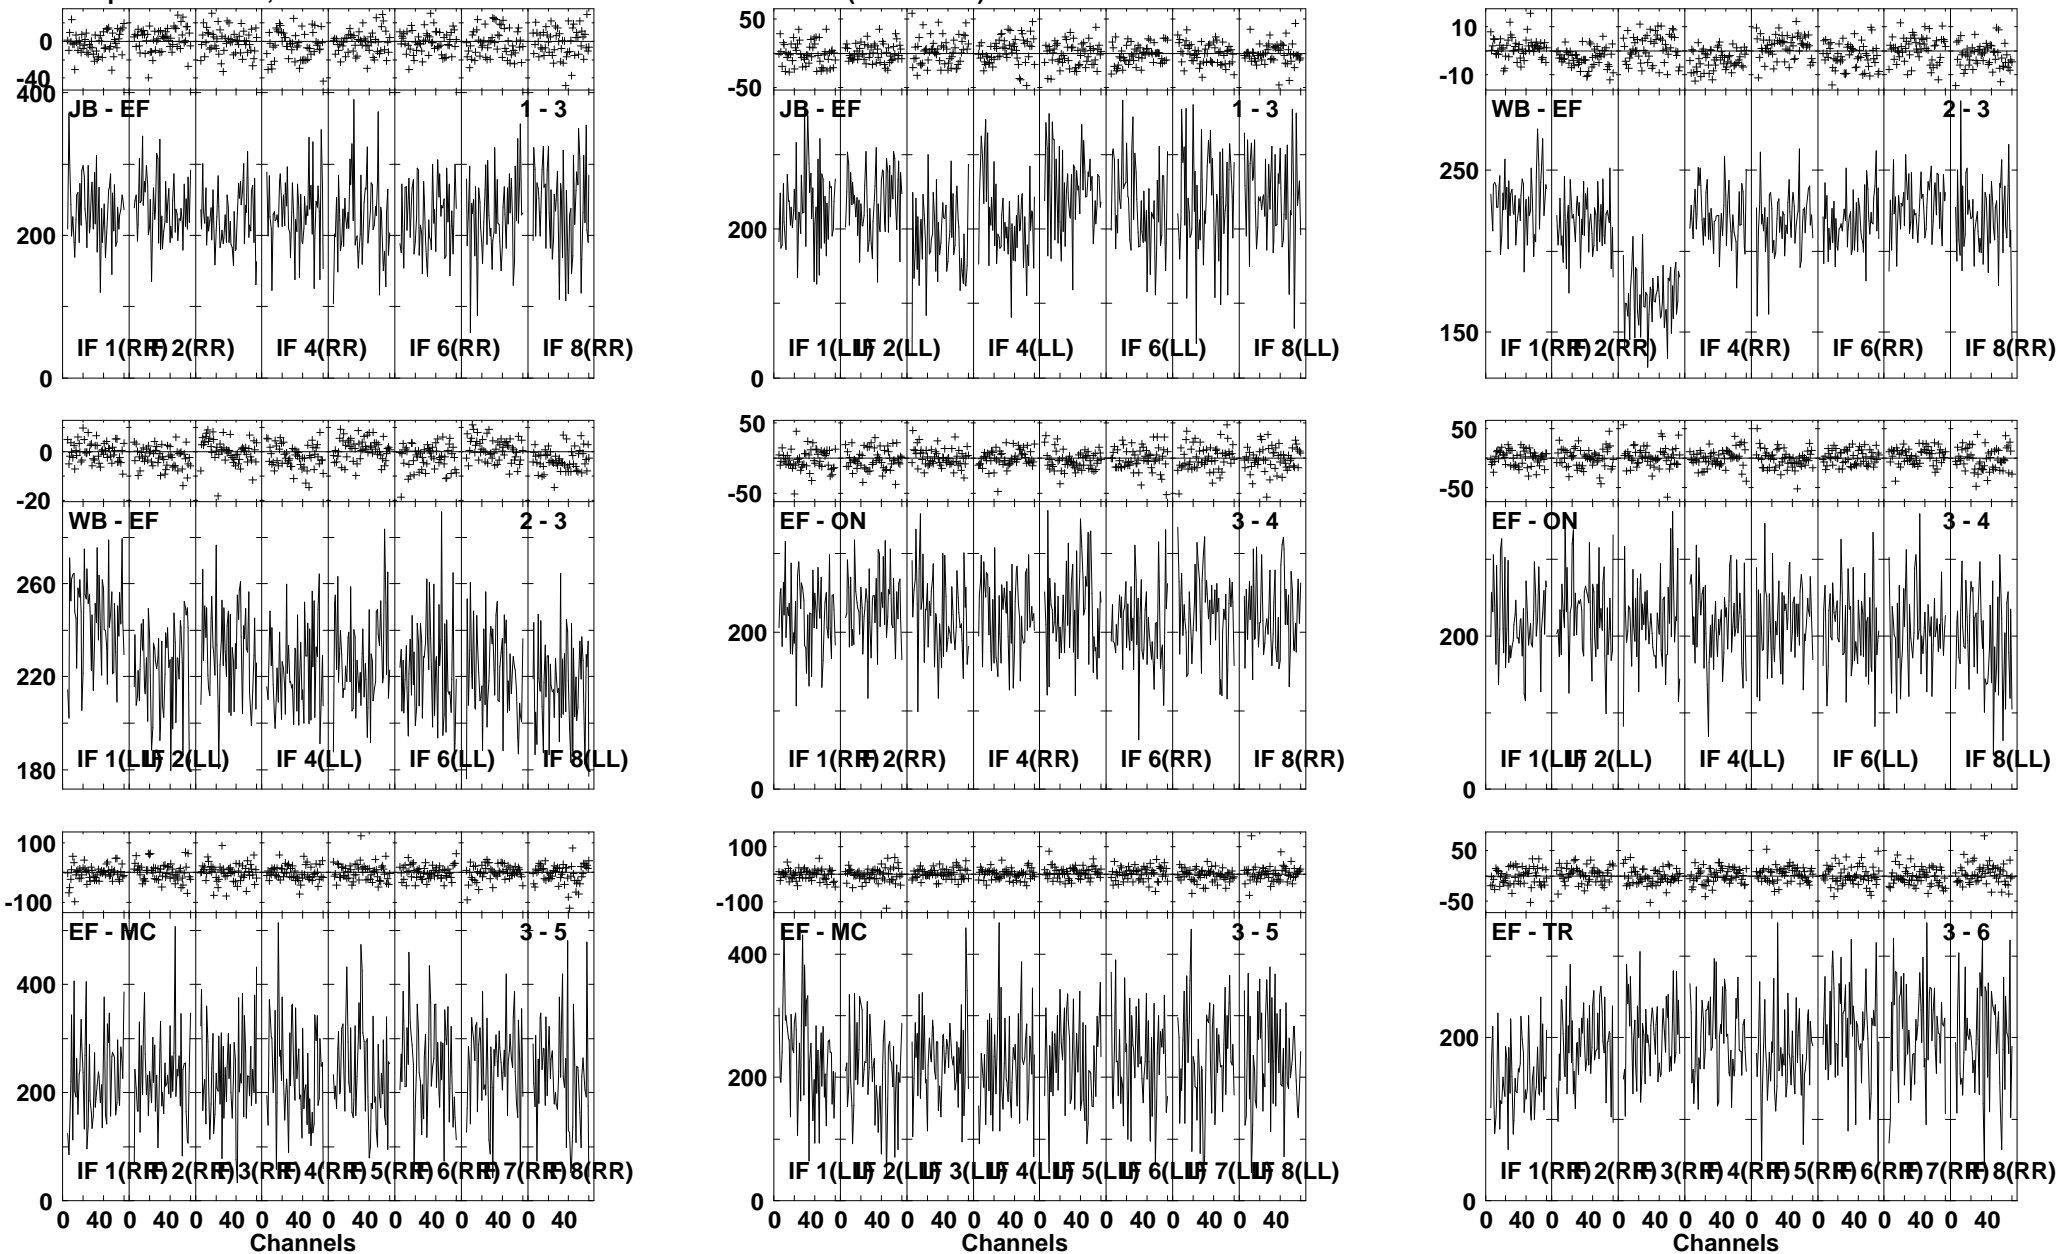 50
0
-40
0
-50
10
-10
400
200
0
JB - EF 1 - 3
IF 1(RR) IF 2(RR) IF 4(RR) IF 6(RR) IF 8(RR)
200
0
JB - EF 1 - 3
IF 1(LL) IF 2(LL) IF 4(LL) IF 6(LL) IF 8(LL)
250
150
WB - EF 2 - 3
IF 1(RR) IF 2(RR) IF 4(RR) IF 6(RR) IF 8(RR)
0
-20
260
220
180
WB - EF 2 - 3
IF 1(LL) IF 2(LL) IF 4(LL) IF 6(LL) IF 8(LL)
50
0
-50
200
0
EF - ON 3 - 4
IF 1(RR) IF 2(RR) IF 4(RR) IF 6(RR) IF 8(RR)
50
0
-50
200
0
EF - ON 3 - 4
IF 1(LL) IF 2(LL) IF 4(LL) IF 6(LL) IF 8(LL)
100
-100
400
200
0
EF - MC 3 - 5
IF 1(RR) IF 2(RR) IF 3(RR) IF 4(RR) IF 5(RR) IF 6(RR) IF 7(RR) IF 8(RR)
0 40 0 40 0 40 0 40 0 40 0 40 0 40 0 40
Channels
100
-100
400
200
0
EF - MC 3 - 5
IF 1(LL) IF 2(LL) IF 3(LL) IF 4(LL) IF 5(LL) IF 6(LL) IF 7(LL) IF 8(LL)
0 40 0 40 0 40 0 40 0 40 0 40 0 40 0 40
Channels
50
-50
200
0
EF - TR 3 - 6
IF 1(RR) IF 2(RR) IF 3(RR) IF 4(RR) IF 5(RR) IF 6(RR) IF 7(RR) IF 8(RR)
0 40 0 40 0 40 0 40 0 40 0 40 0 40 0 40
Channels